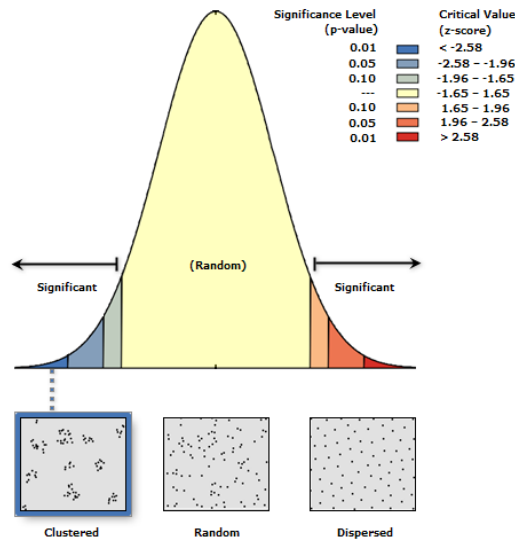 Significance Level Critical Value
(p-value) (z-score)
0.01 < -2.58
0.05 -2.58 – -1.96
0.10 -1.96 – -1.65
--- -1.65 – 1.65
0.10 1.65 – 1.96
0.05 1.96 – 2.58
0.01 > 2.58
(Random)
Significant Significant
Clustered Random Dispersed